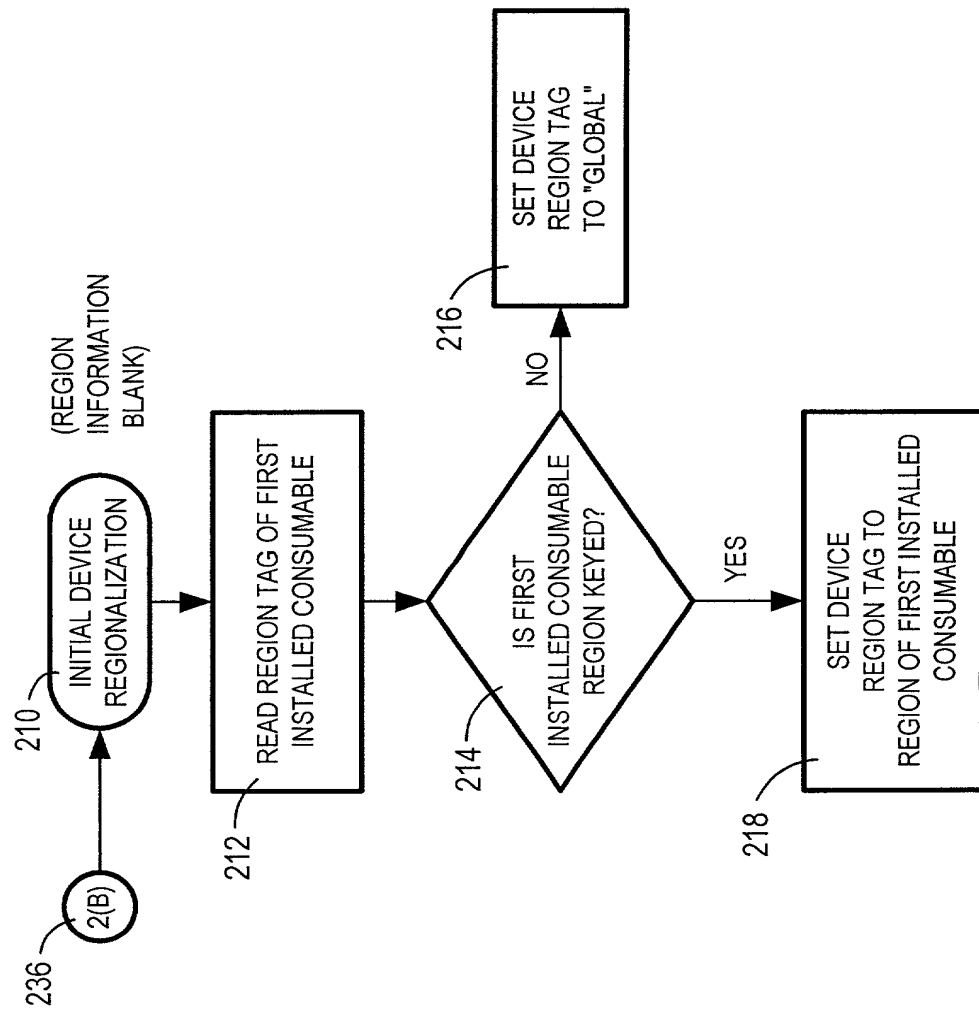 236
2(B)
210
INITIAL DEVICE
REGIONALIZATION
(REGION
INFORMATION
BLANK)
212
READ REGION TAG OF FIRST
INSTALLED CONSUMABLE
214
IS FIRST
INSTALLED CONSUMABLE
REGION KEYED?
NO
216
SET DEVICE
REGION TAG
TO "GLOBAL"
YES
218
SET DEVICE
REGION TAG TO
REGION OF FIRST INSTALLED
CONSUMABLE